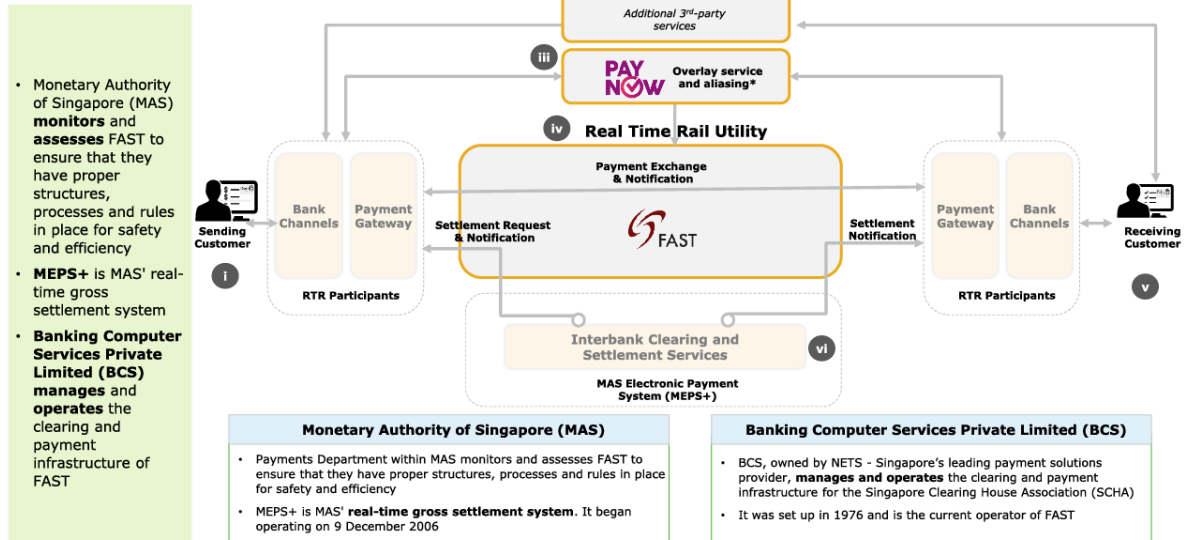 • Monetary Authority
of Singapore (MAS)
monitors and
assesses FAST to
ensure that they
have proper
structures,
processes and rules
in place for safety
and efficiency
• MEPS+ is MAS' real-
time gross
settlement system
• Banking Computer
Services Private
Limited (BCS)
manages and
operates the
clearing and
payment
infrastructure of
FAST
Additional 3rd-party
services
iii
PAY
NOW
Overlay service
and aliasing*
iv
Real Time Rail Utility
Payment Exchange
& Notification
FAST
Settlement Request
& Notification
Settlement
Notification
Sending
Customer
i
Bank
Channels
Payment
Gateway
RTR Participants
Payment
Gateway
Bank
Channels
RTR Participants
Receiving
Customer
v
Interbank Clearing and
Settlement Services
vi
MAS Electronic Payment
System (MEPS+)
Monetary Authority of Singapore (MAS)
• Payments Department within MAS monitors and assesses FAST to
ensure that they have proper structures, processes and rules in place
for safety and efficiency
• MEPS+ is MAS' real-time gross settlement system. It began
operating on 9 December 2006
Banking Computer Services Private Limited (BCS)
• BCS, owned by NETS - Singapore's leading payment solutions
provider, manages and operates the clearing and payment
infrastructure for the Singapore Clearing House Association (SCHA)
• It was set up in 1976 and is the current operator of FAST